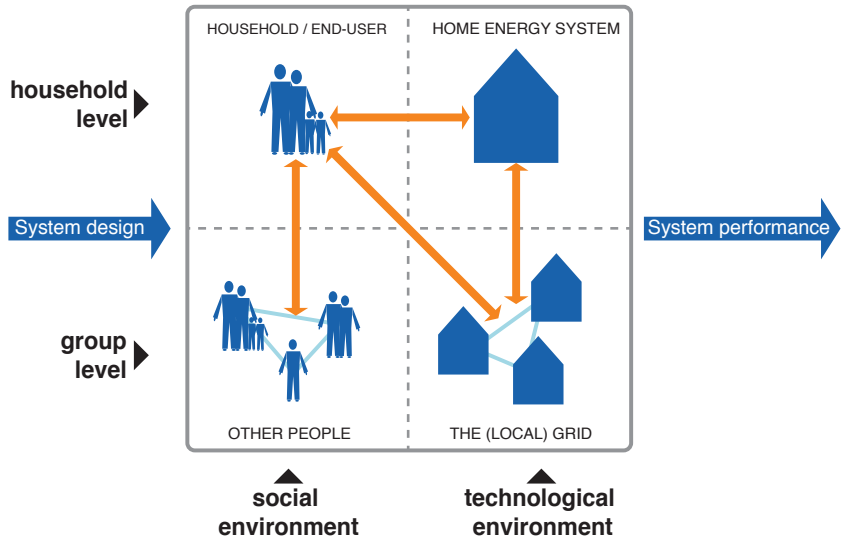 HOUSEHOLD / END-USER
HOME ENERGY SYSTEM
household
level
System design
System performance
group
level
OTHER PEOPLE
THE (LOCAL) GRID
social
environment
technological
environment